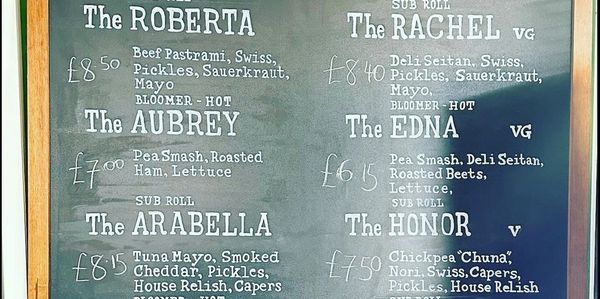 The ROBERTA
£8.50
Beef Pastrami, Swiss,
Pickles, Sauerkraut,
Mayo
BLOOMER - HOT
The AUBREY
£7.00
Pea Smash, Roasted
Ham, Lettuce
SUB ROLL
The ARABELLA
£8.15
Tuna Mayo, Smoked
Cheddar, Pickles,
House Relish, Capers
BLOOMER - HOT
SUB ROLL
The RACHEL VG
£8.40
Deli Seitan, Swiss,
Pickles, Sauerkraut,
Mayo,
BLOOMER - HOT
The EDNA VG
£6.15
Pea Smash, Deli Seitan,
Roasted Beets,
Lettuce,
SUB ROLL
The HONOR V
£7.50
Chickpea "Chuna",
Nori, Swiss, Capers,
Pickles, House Relish